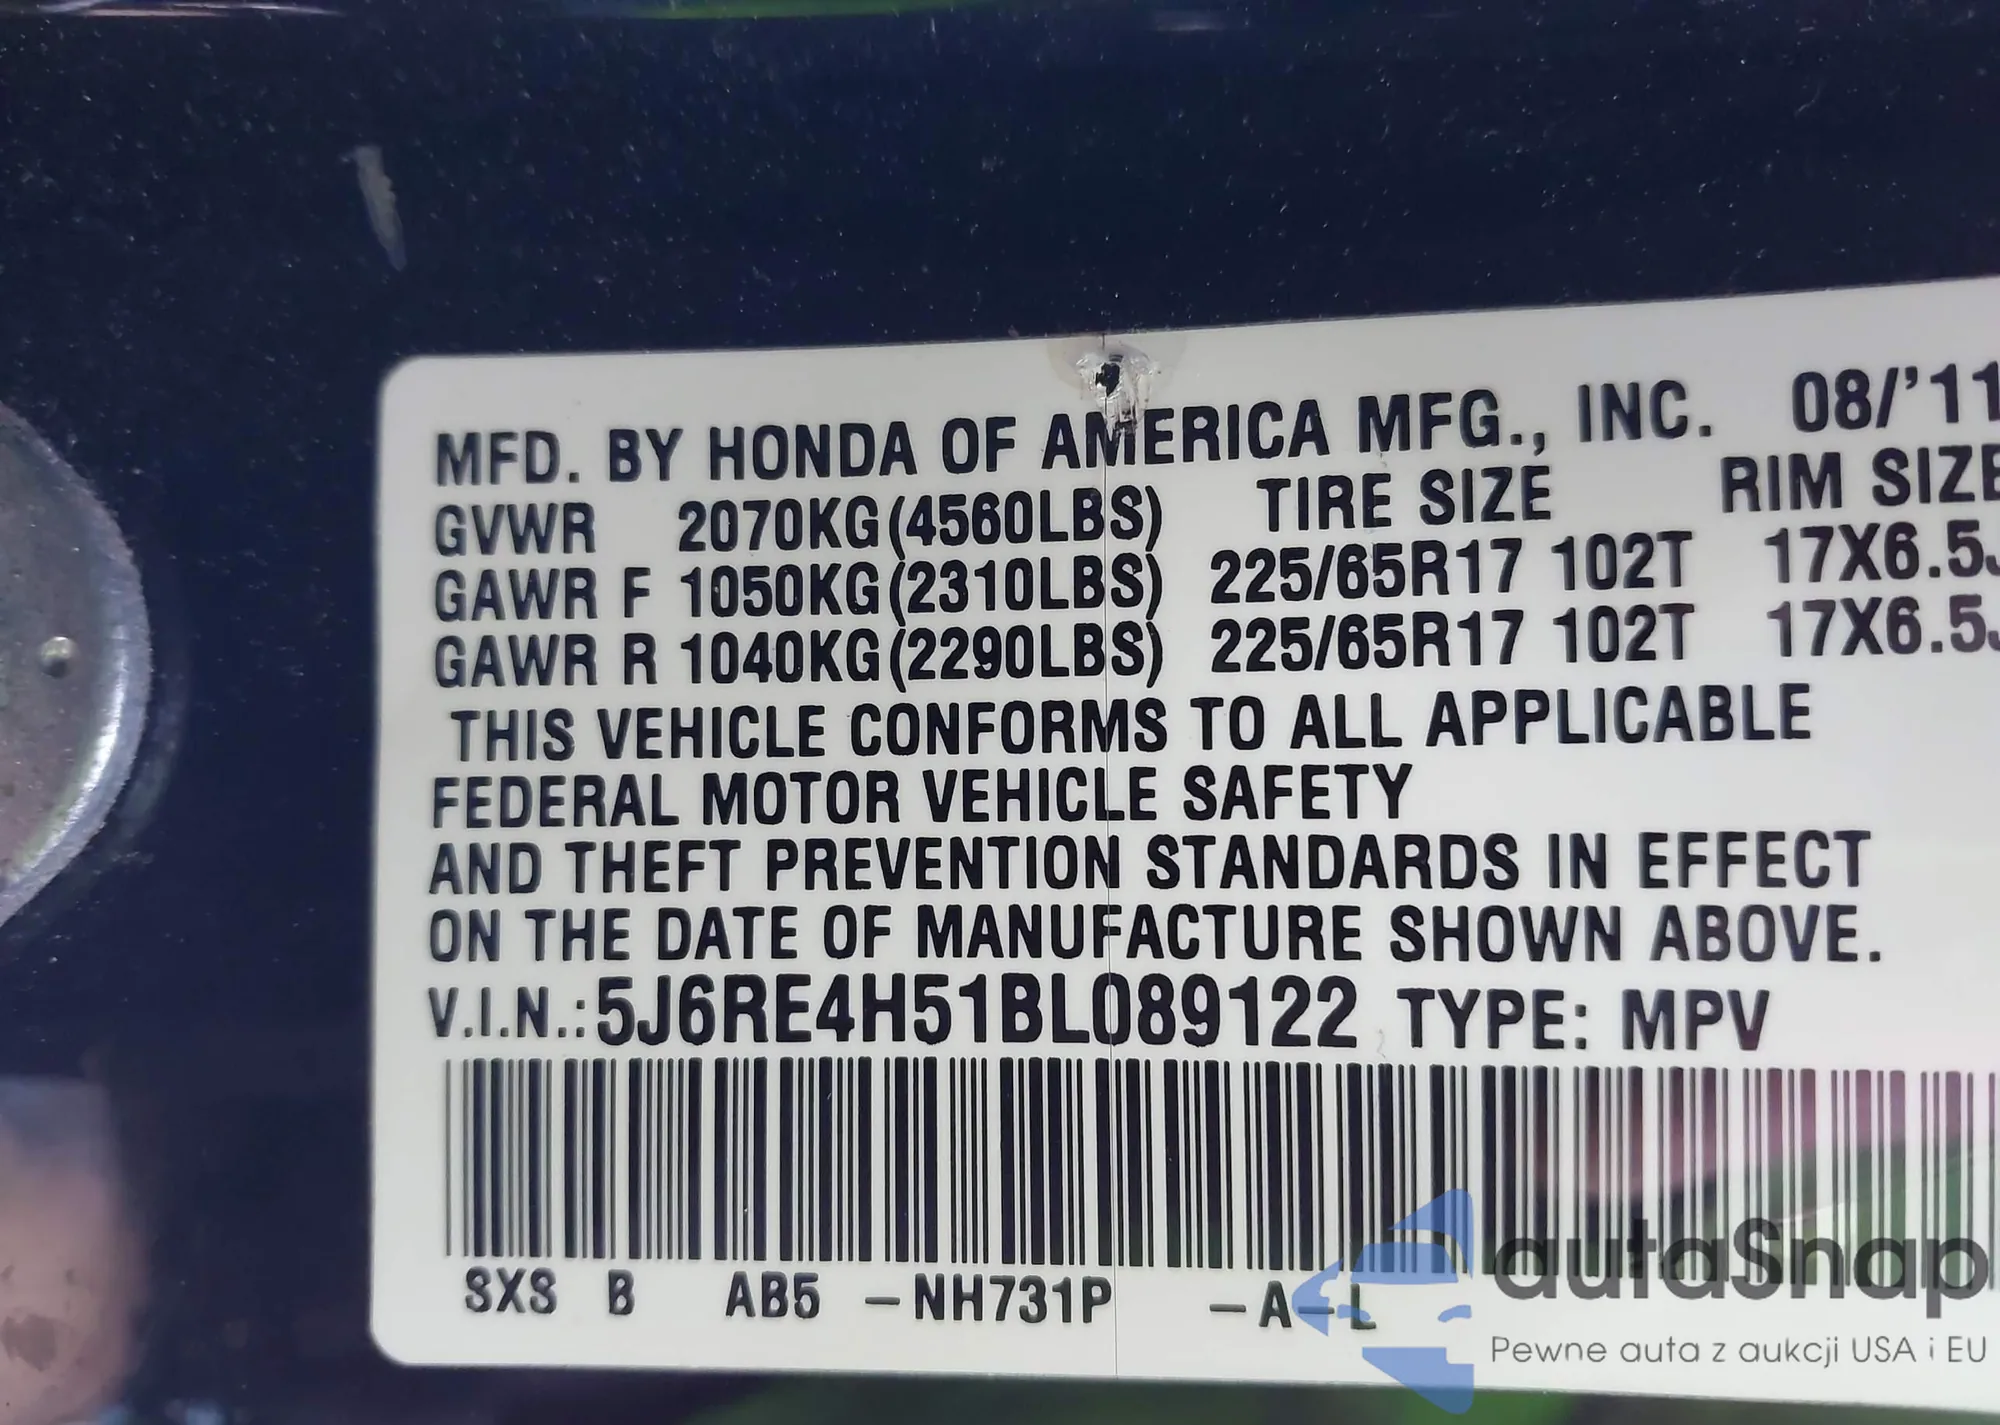 MFD. BY HONDA OF AMERICA MFG., INC. 08/'11
GVWR 2070KG(4560LBS) TIRE SIZE RIM SIZE
GAWR F 1050KG(2310LBS) 225/65R17 102T 17X6.5J
GAWR R 1040KG(2290LBS) 225/65R17 102T 17X6.5J
THIS VEHICLE CONFORMS TO ALL APPLICABLE
FEDERAL MOTOR VEHICLE SAFETY
AND THEFT PREVENTION STANDARDS IN EFFECT
ON THE DATE OF MANUFACTURE SHOWN ABOVE.
V.I.N.:5J6RE4H51BL089122 TYPE: MPV
SXS B AB5 -NH731P -A-L
autaSnap
Pewne auta z aukcji USA i EU